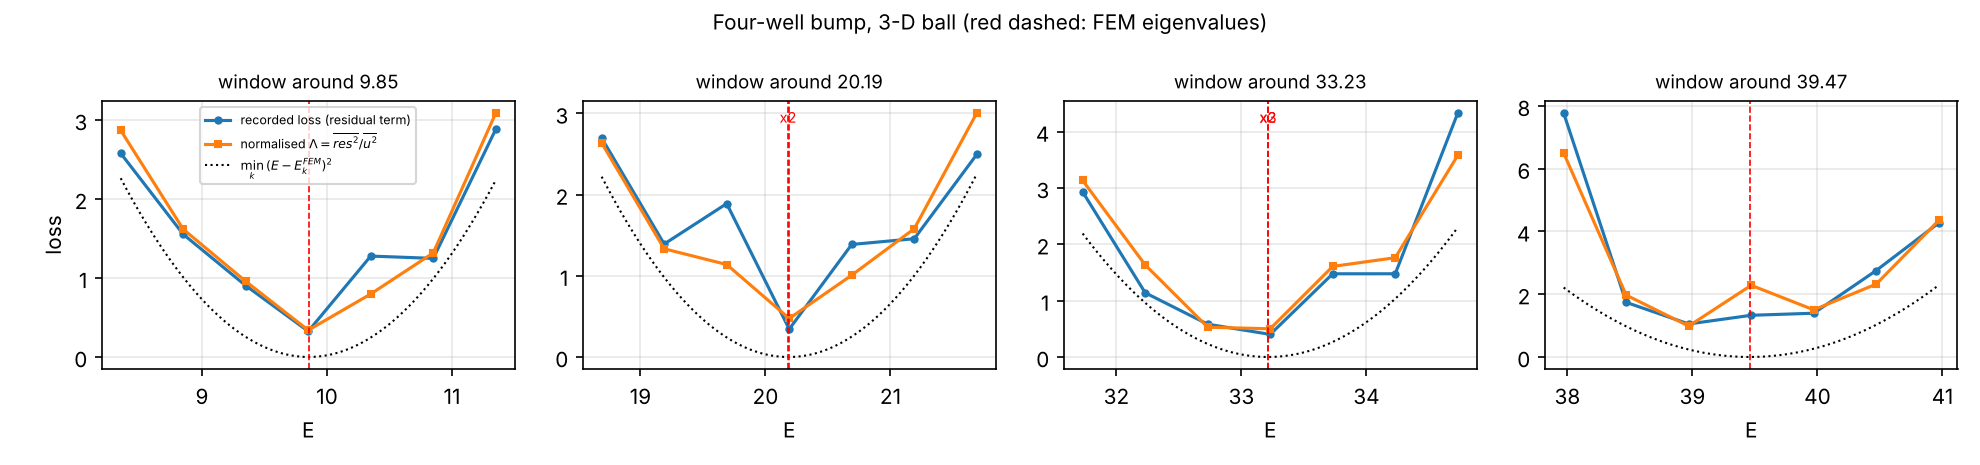 Four-well bump, 3-D ball (red dashed: FEM eigenvalues)
window around 9.85
window around 20.19
window around 33.23
window around 39.47
loss
recorded loss (residual term)
normalised Λ = res² / u²
min_k (E − E_k^FEM)²
0 1 2 3
9 10 11
E
x2
0 1 2 3
19 20 21
E
x3
0 1 2 3 4
32 33 34
E
0 2 4 6 8
38 39 40 41
E